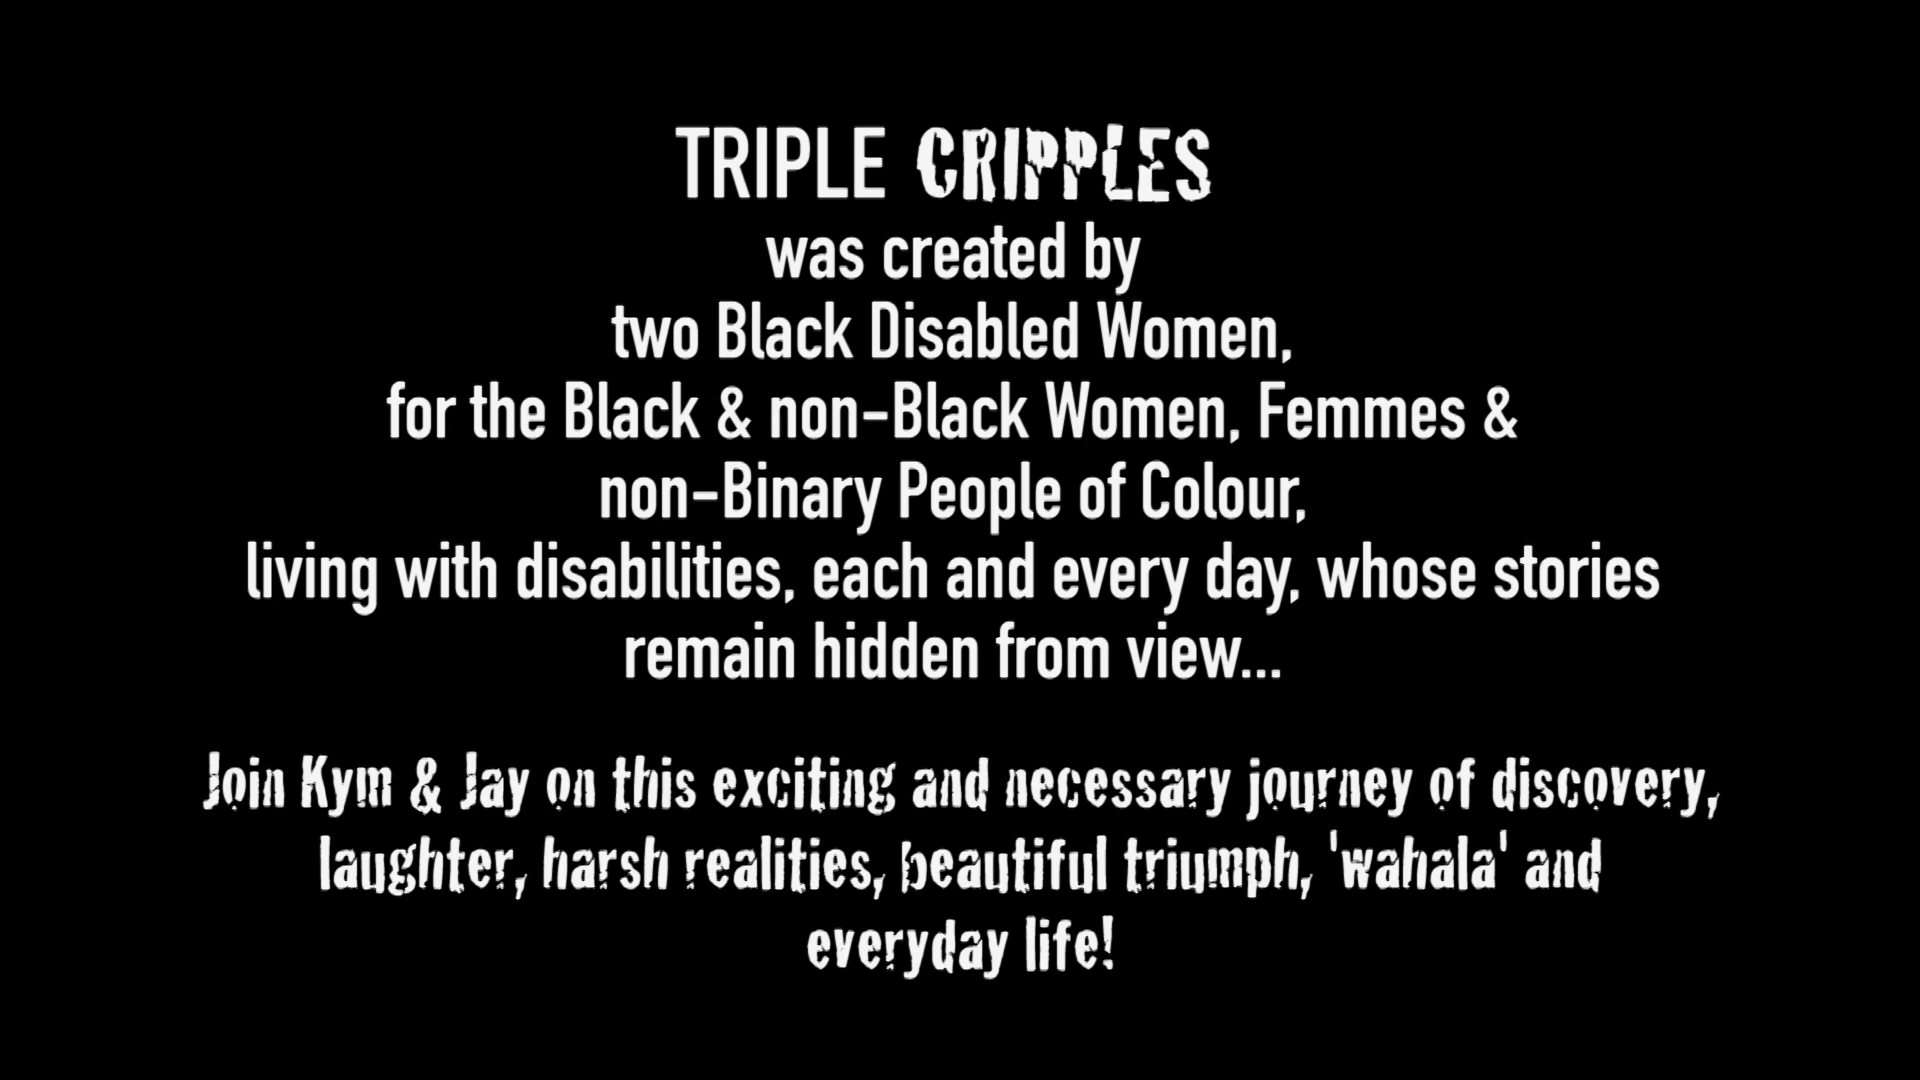 TRIPLE CRIPPLES
was created by
two Black Disabled Women,
for the Black & non-Black Women, Femmes &
non-Binary People of Colour,
living with disabilities, each and every day, whose stories
remain hidden from view...
Join Kym & Jay on this exciting and necessary journey of discovery,
laughter, harsh realities, beautiful triumph, 'wahala' and
everyday life!